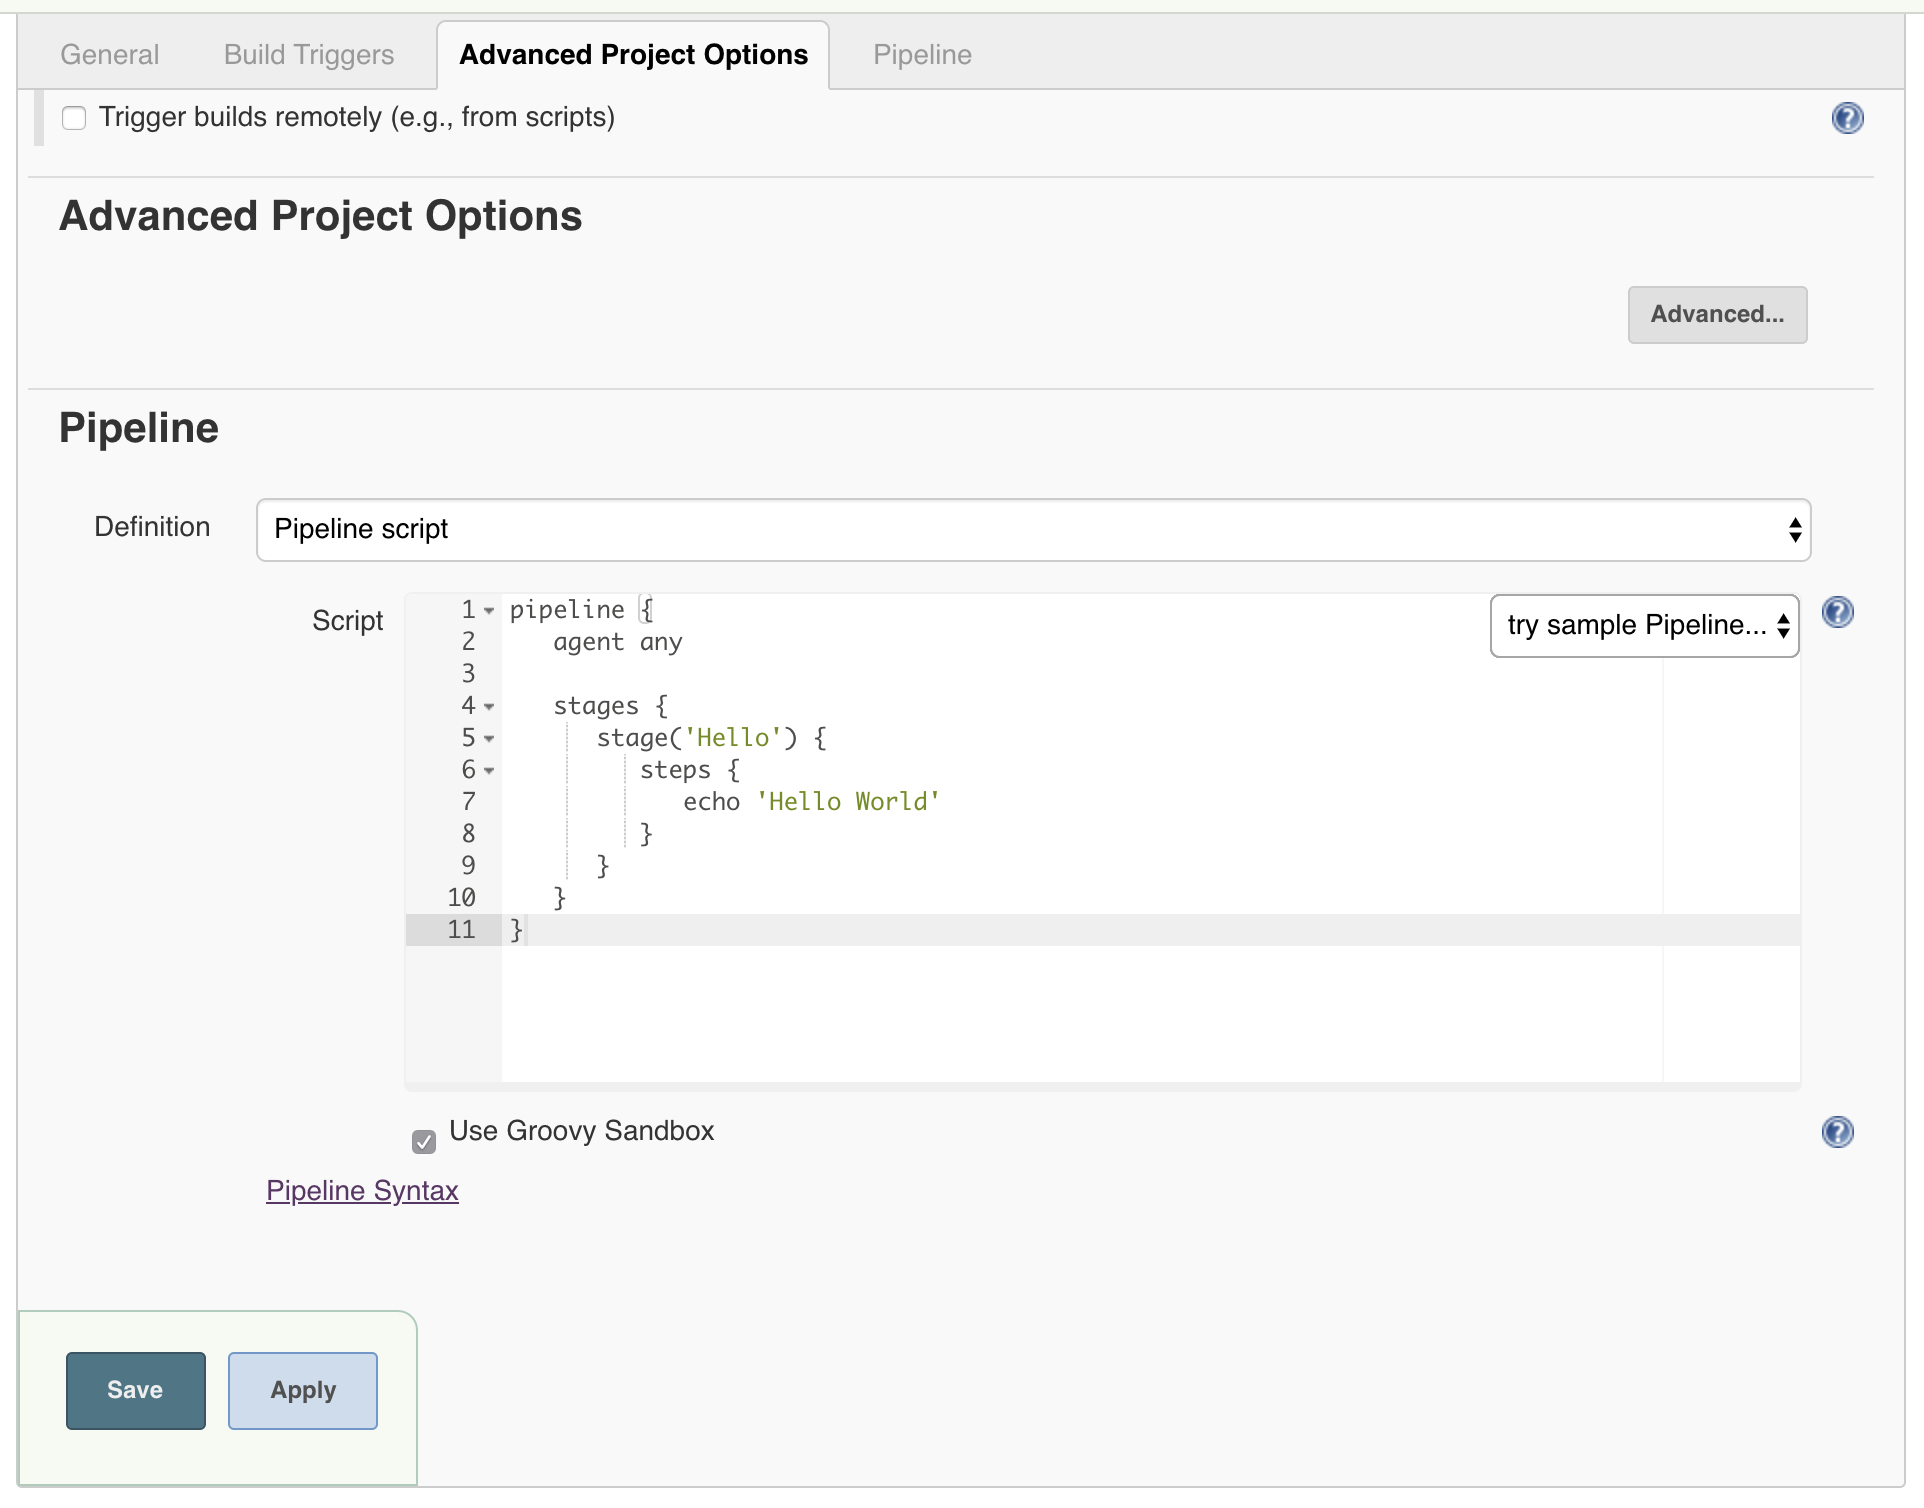 General Build Triggers Advanced Project Options Pipeline
Trigger builds remotely (e.g., from scripts)
Advanced Project Options
Advanced...
Pipeline
Definition Pipeline script
Script
try sample Pipeline...
1 pipeline {
2    agent any
3
4    stages {
5       stage('Hello') {
6          steps {
7             echo 'Hello World'
8          }
9       }
10    }
11 }
Use Groovy Sandbox
Pipeline Syntax
Save Apply